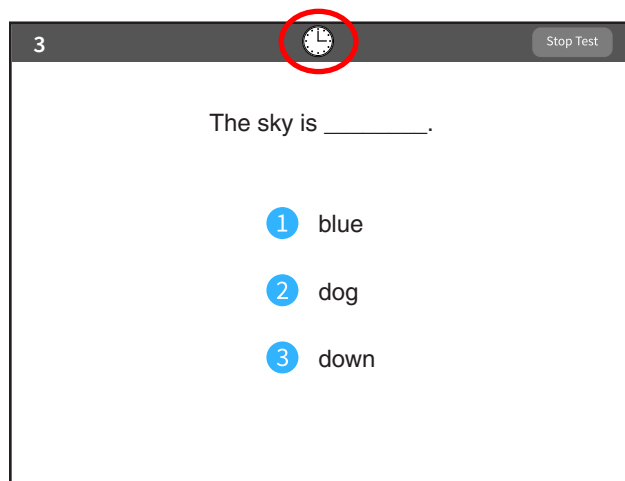 3
Stop Test
The sky is ________.
1 blue
2 dog
3 down